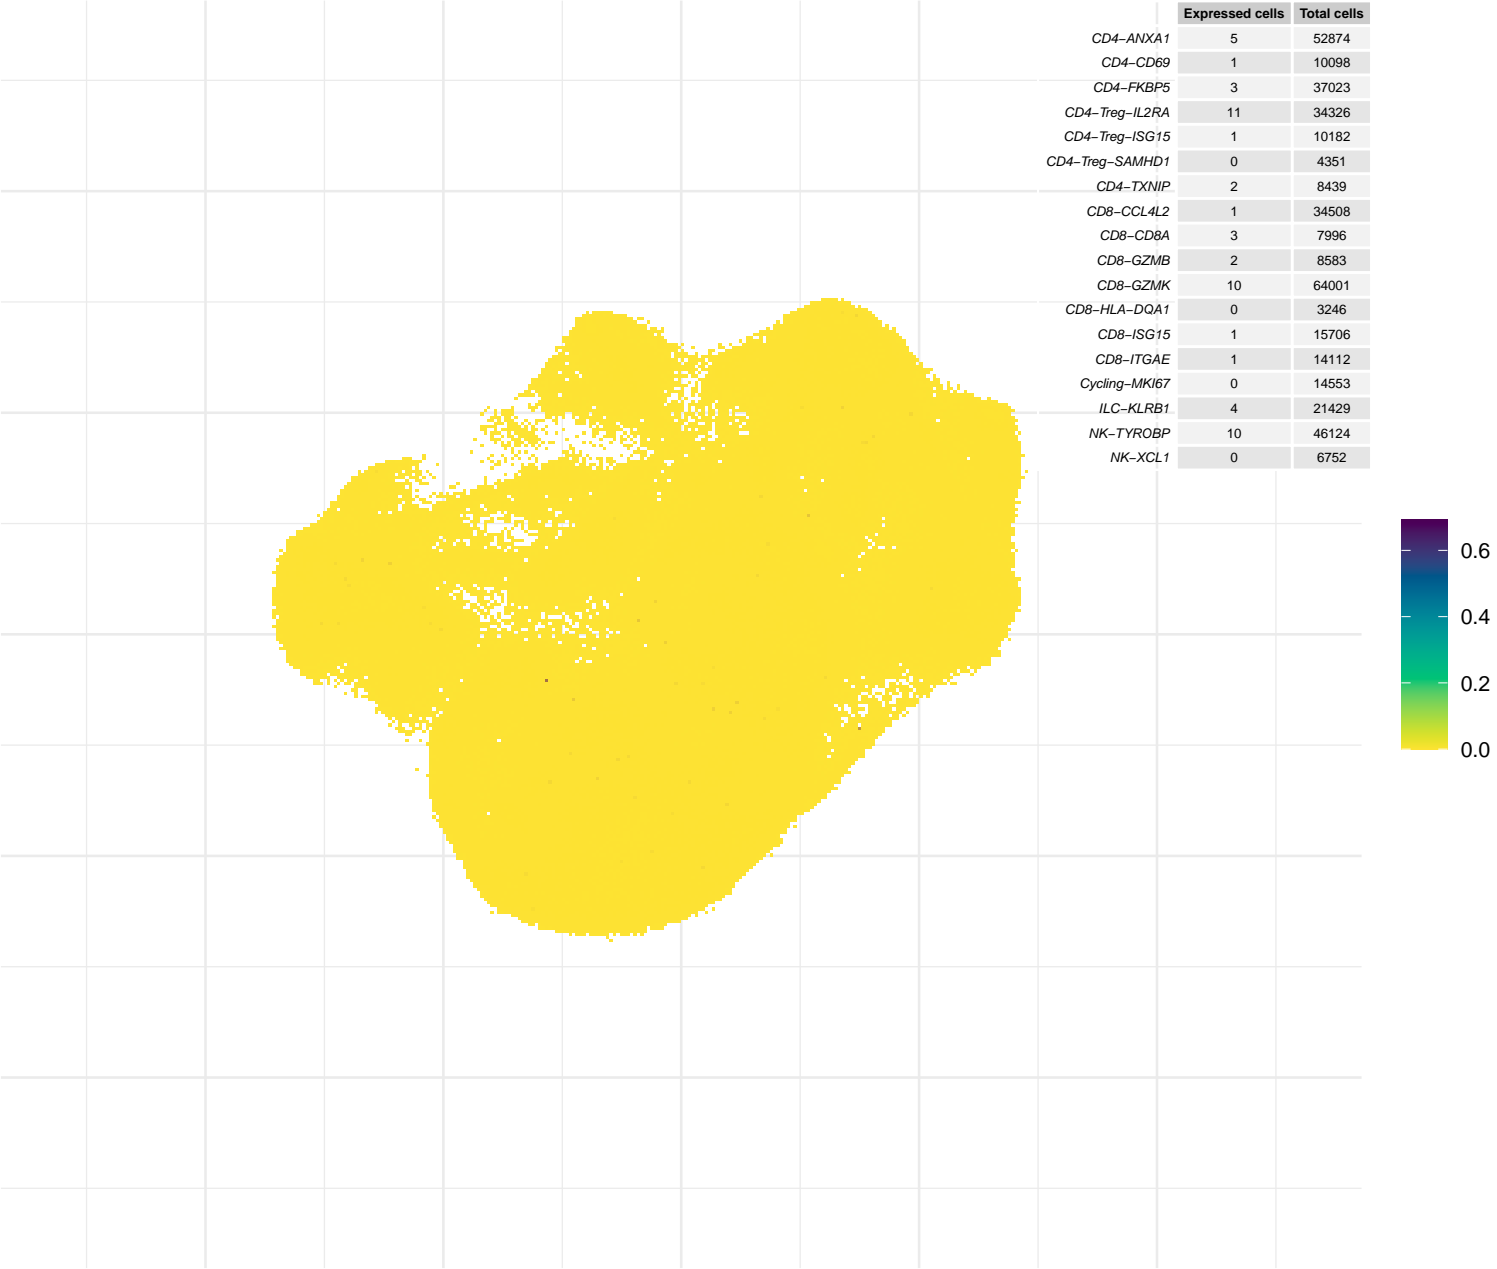 Expressed cells Total cells
CD4−ANXA1 5 52874
CD4−CD69 1 10098
CD4−FKBP5 3 37023
CD4−Treg−IL2RA 11 34326
CD4−Treg−ISG15 1 10182
CD4−Treg−SAMHD1 0 4351
CD4−TXNIP 2 8439
CD8−CCL4L2 1 34508
CD8−CD8A 3 7996
CD8−GZMB 2 8583
CD8−GZMK 10 64001
CD8−HLA−DQA1 0 3246
CD8−ISG15 1 15706
CD8−ITGAE 1 14112
Cycling−MKI67 0 14553
ILC−KLRB1 4 21429
NK−TYROBP 10 46124
NK−XCL1 0 6752
0.6
0.4
0.2
0.0